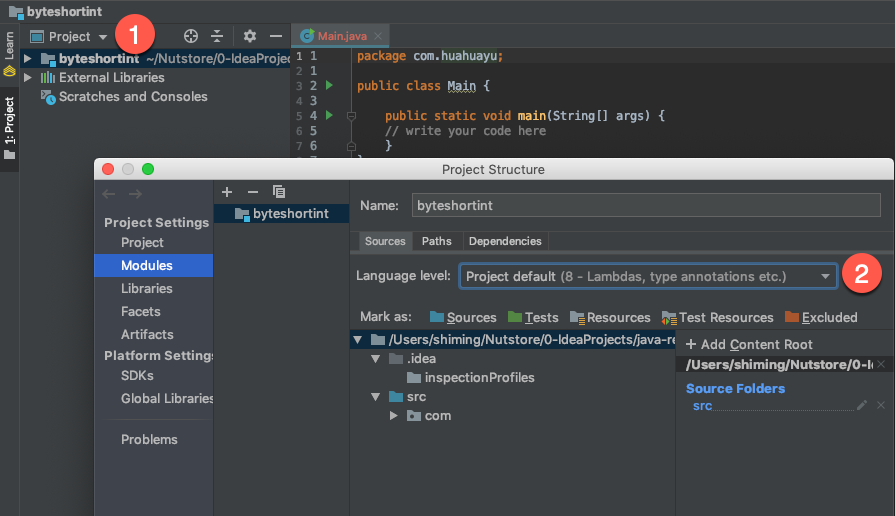 byteshortint
Learn
1: Project
Project
1
byteshortint ~/Nutstore/0-IdeaProjec
External Libraries
Scratches and Consoles
Main.java
1 1 package com.huahuayu;
2 1
3 2 public class Main {
4 3
5 4 public static void main(String[] args) {
6 5 // write your code here
7 6 }
Project Structure
Project Settings
Project
Modules
Libraries
Facets
Artifacts
Platform Settings
SDKs
Global Libraries
Problems
byteshortint
Name: byteshortint
Sources Paths Dependencies
Language level: Project default (8 - Lambdas, type annotations etc.)
2
Mark as: Sources Tests Resources Test Resources Excluded
/Users/shiming/Nutstore/0-IdeaProjects/java-re
.idea
inspectionProfiles
src
com
+ Add Content Root
/Users/shiming/Nutstore/0-I
Source Folders
src